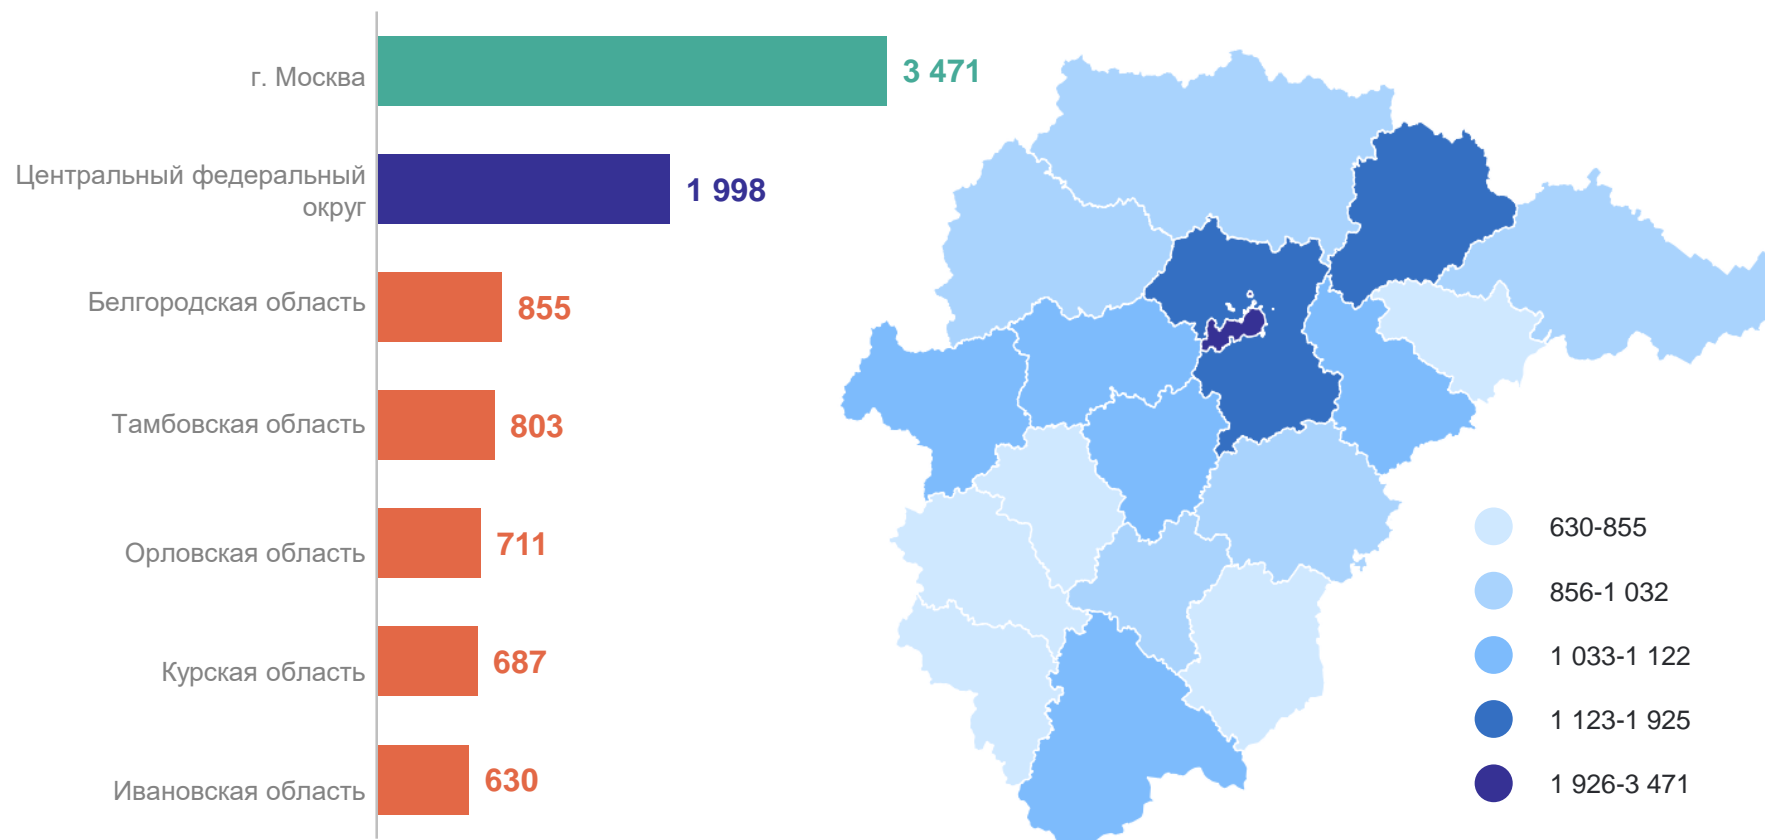 г. Москва
3 471
Центральный федеральный
округ
1 998
Белгородская область
855
Тамбовская область
803
Орловская область
711
Курская область
687
Ивановская область
630
630-855
856-1 032
1 033-1 122
1 123-1 925
1 926-3 471